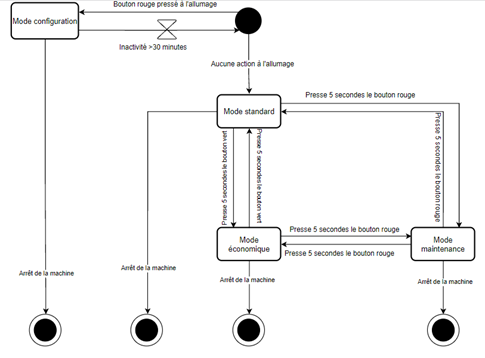 Bouton rouge pressé à l'allumage
Mode configuration
Inactivité >30 minutes
Aucune action à l'allumage
Presse 5 secondes le bouton rouge
Mode standard
Presse 5 secondes le bouton rouge
Presse 5 secondes le bouton vert
Presse 5 secondes le bouton vert
Presse 5 secondes le bouton rouge
Mode
économique
Mode
maintenance
Presse 5 secondes le bouton rouge
Arrêt de la machine
Arrêt de la machine
Arrêt de la machine
Arrêt de la machine